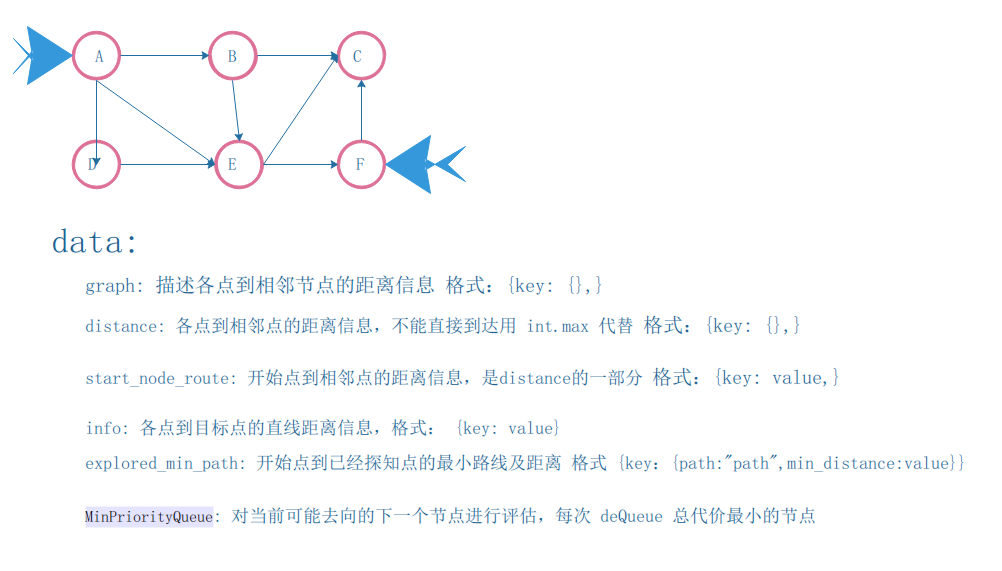 A B C
D E F
data:
graph: 描述各点到相邻节点的距离信息 格式：{key: {},}
distance: 各点到相邻点的距离信息，不能直接到达用 int.max 代替 格式：{key: {},}
start_node_route: 开始点到相邻点的距离信息，是distance的一部分 格式：{key: value,}
info: 各点到目标点的直线距离信息，格式： {key: value}
explored_min_path: 开始点到已经探知点的最小路线及距离 格式 {key：{path:"path",min_distance:value}}
MinPriorityQueue: 对当前可能去向的下一个节点进行评估，每次 deQueue 总代价最小的节点